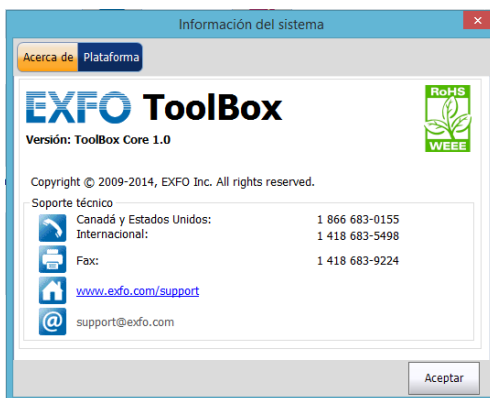 Información del sistema
Acerca de Plataforma
EXFO ToolBox
RoHS
WEEE
Versión: ToolBox Core 1.0
Copyright © 2009-2014, EXFO Inc. All rights reserved.
Soporte técnico
Canadá y Estados Unidos: 1 866 683-0155
Internacional: 1 418 683-5498
Fax: 1 418 683-9224
www.exfo.com/support
support@exfo.com
Aceptar